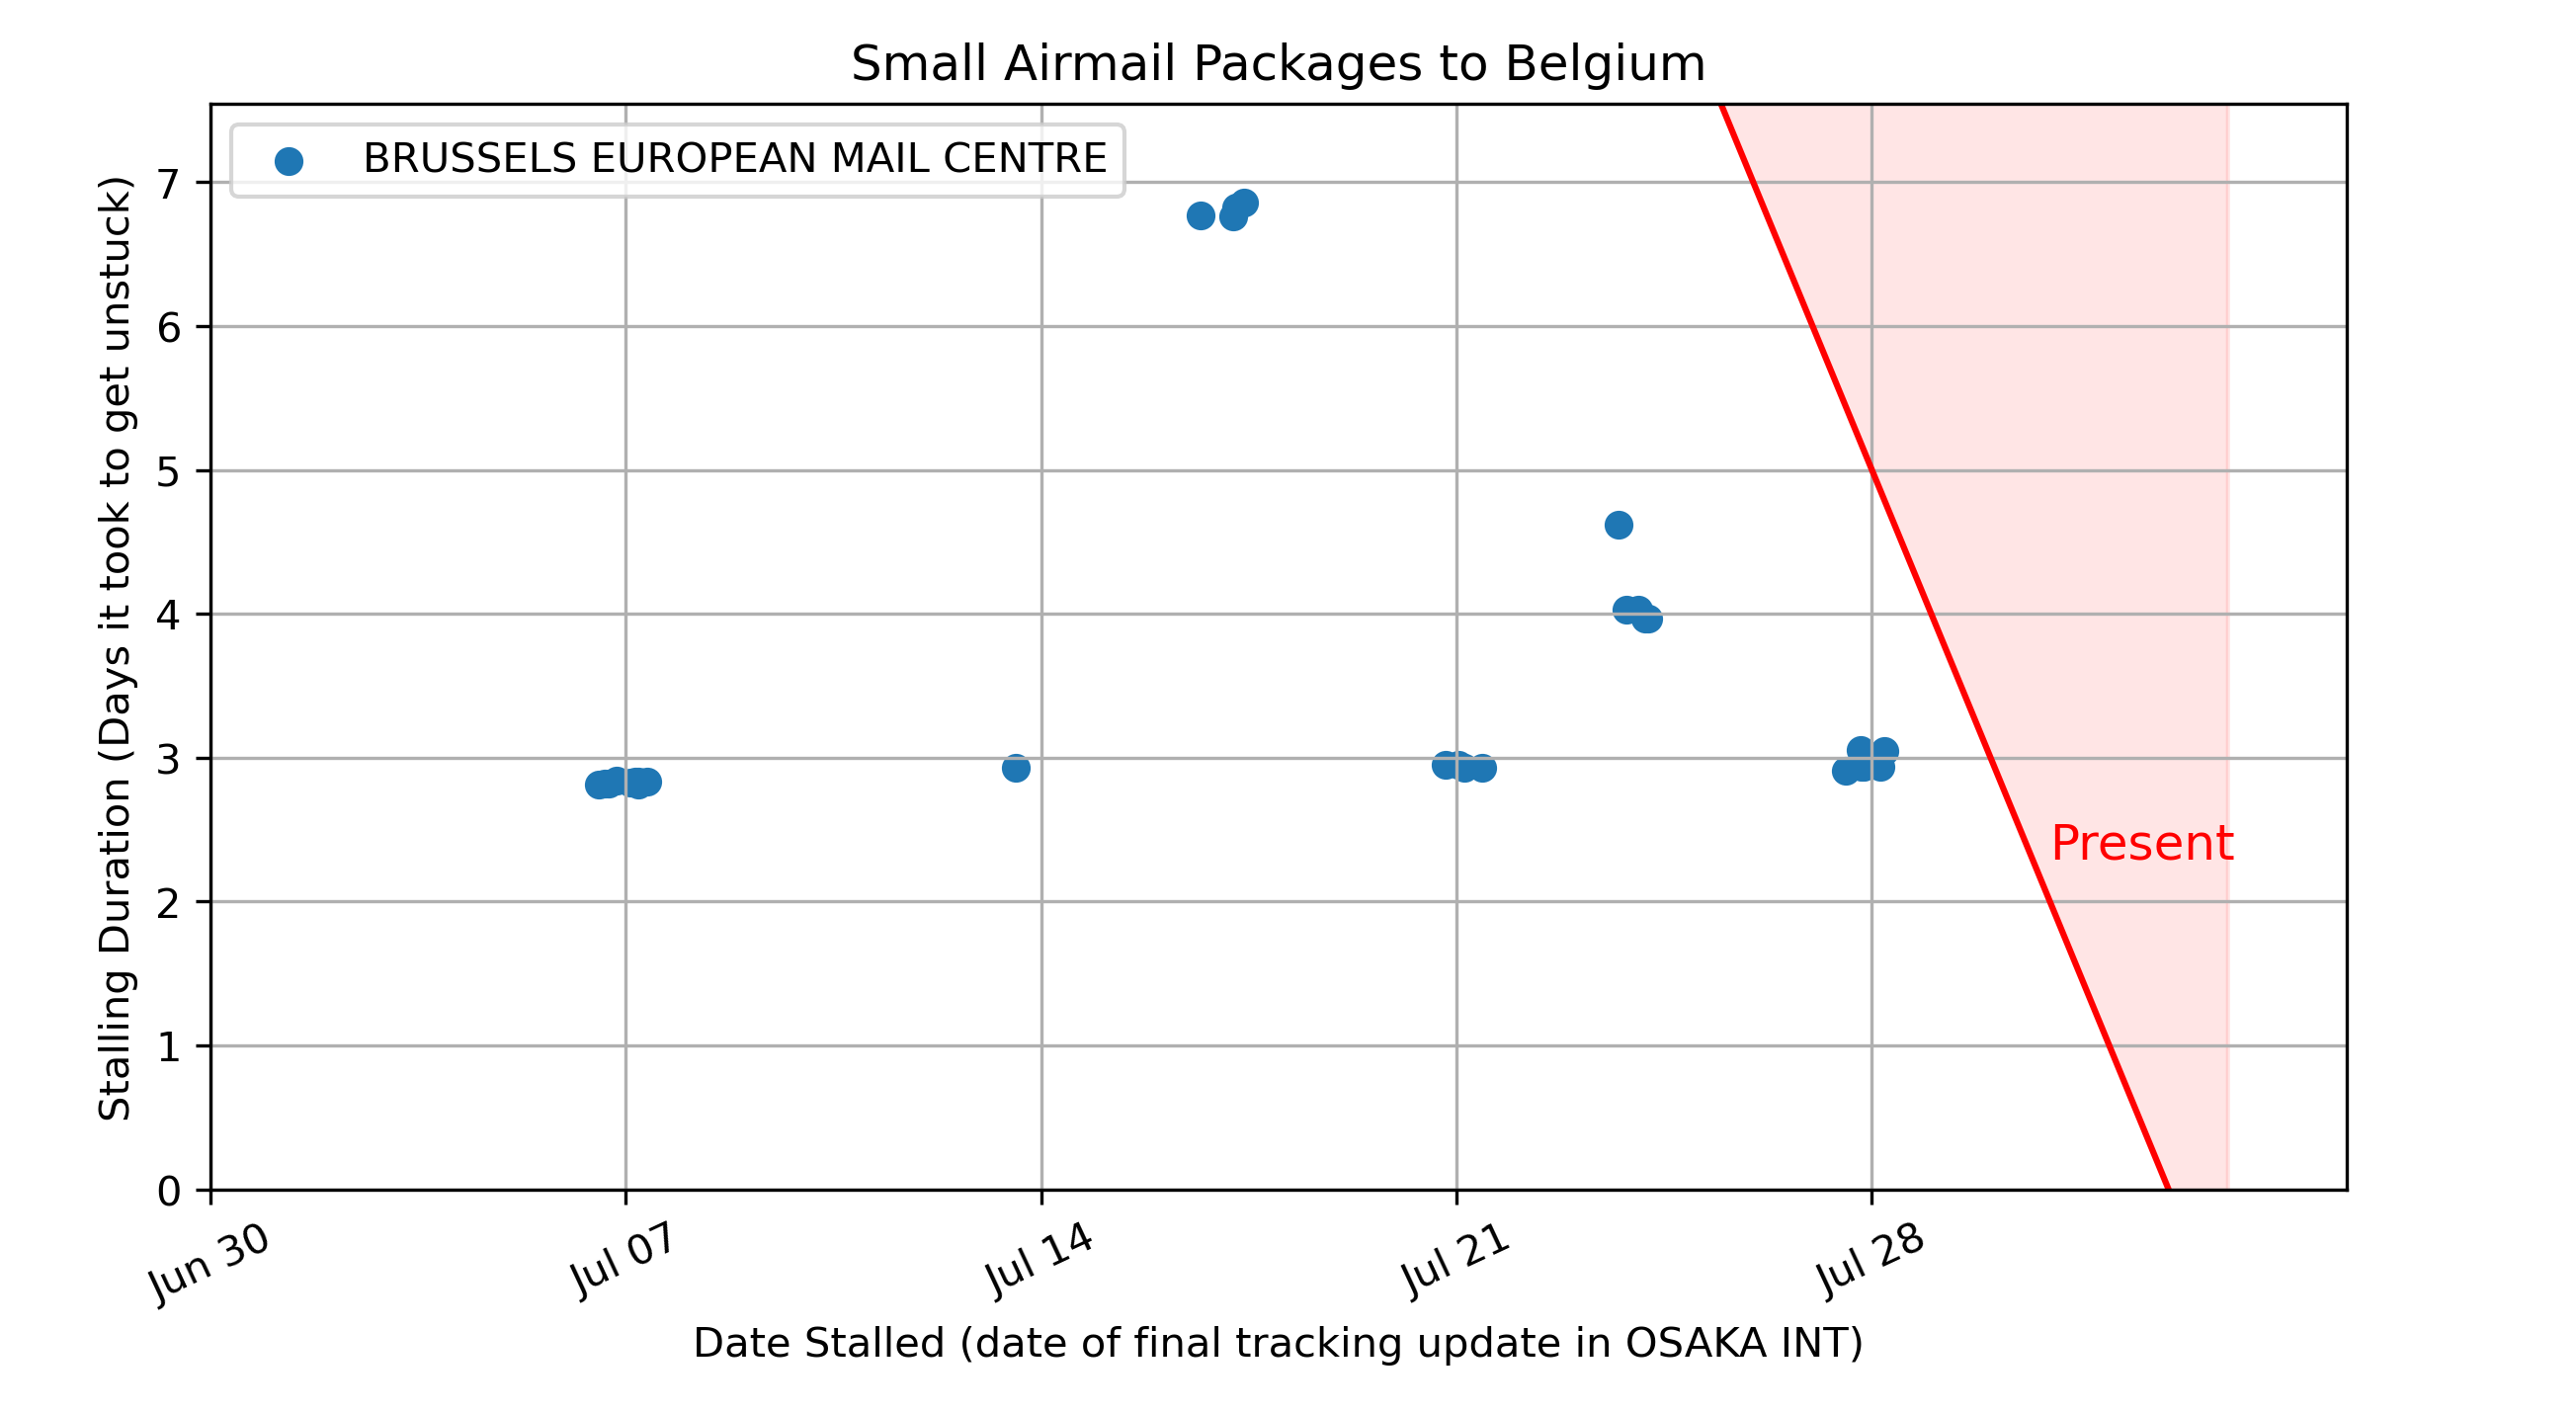 Small Airmail Packages to Belgium
BRUSSELS EUROPEAN MAIL CENTRE
Stalling Duration (Days it took to get unstuck)
7
6
5
4
3
2
1
0
Present
Jun 30
Jul 07
Jul 14
Jul 21
Jul 28
Date Stalled (date of final tracking update in OSAKA INT)